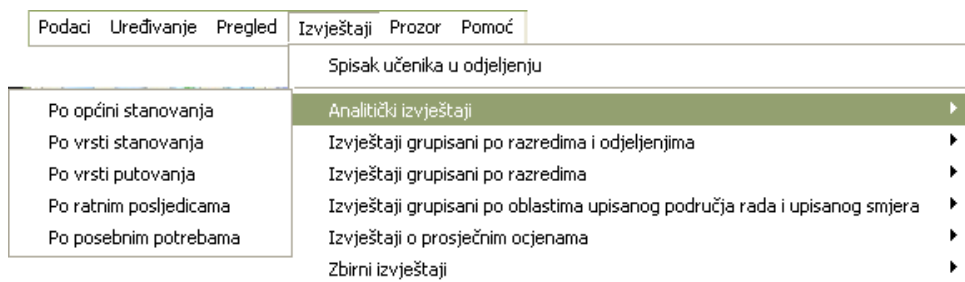 Podaci Uređivanje Pregled Izvještaji Prozor Pomoć
Spisak učenika u odjeljenju
Analitički izvještaji
Izvještaji grupisani po razredima i odjeljenjima
Izvještaji grupisani po razredima
Izvještaji grupisani po oblastima upisanog područja rada i upisanog smjera
Izvještaji o prosječnim ocjenama
Zbirni izvještaji
Po općini stanovanja
Po vrsti stanovanja
Po vrsti putovanja
Po ratnim posljedicama
Po posebnim potrebama